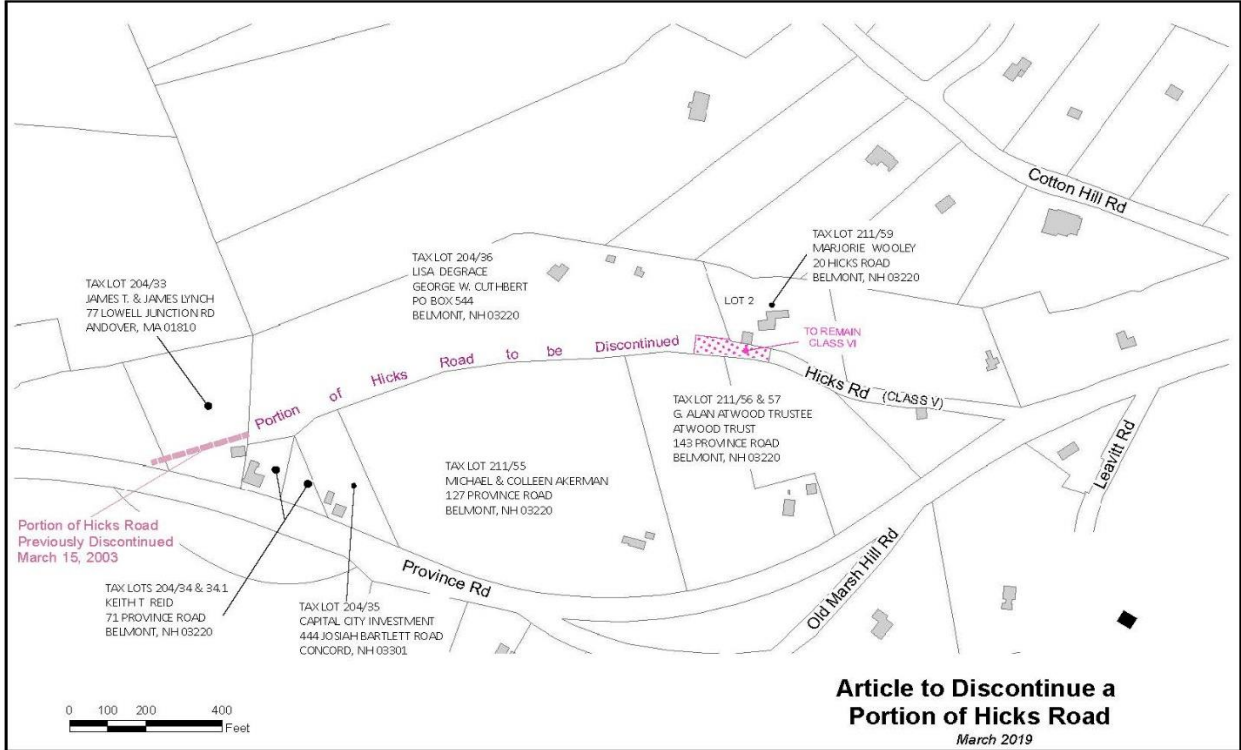 Cotton Hill Rd
TAX LOT 211/59
MARJORIE WOOLEY
20 HICKS ROAD
BELMONT, NH 03220
TAX LOT 204/36
LISA DEGRACE
GEORGE W. CUTHBERT
PO BOX 544
BELMONT, NH 03220
TAX LOT 204/33
JAMES T. & JAMES LYNCH
77 LOWELL JUNCTION RD
ANDOVER, MA 01810
LOT 2
TO REMAIN
CLASS VI
Portion of Hicks Road to be Discontinued
Hicks Rd (CLASS V)
TAX LOT 211/56 & 57
G. ALAN ATWOOD TRUSTEE
ATWOOD TRUST
143 PROVINCE ROAD
BELMONT, NH 03220
Leavitt Rd
TAX LOT 211/55
MICHAEL & COLLEEN AKERMAN
127 PROVINCE ROAD
BELMONT, NH 03220
Portion of Hicks Road
Previously Discontinued
March 15, 2003
Province Rd
Old Marsh Hill Rd
TAX LOTS 204/34 & 34.1
KEITH T REID
71 PROVINCE ROAD
BELMONT, NH 03220
TAX LOT 204/35
CAPITAL CITY INVESTMENT
444 JOSIAH BARTLETT ROAD
CONCORD, NH 03301
Article to Discontinue a
Portion of Hicks Road
March 2019
0 100 200 400
Feet